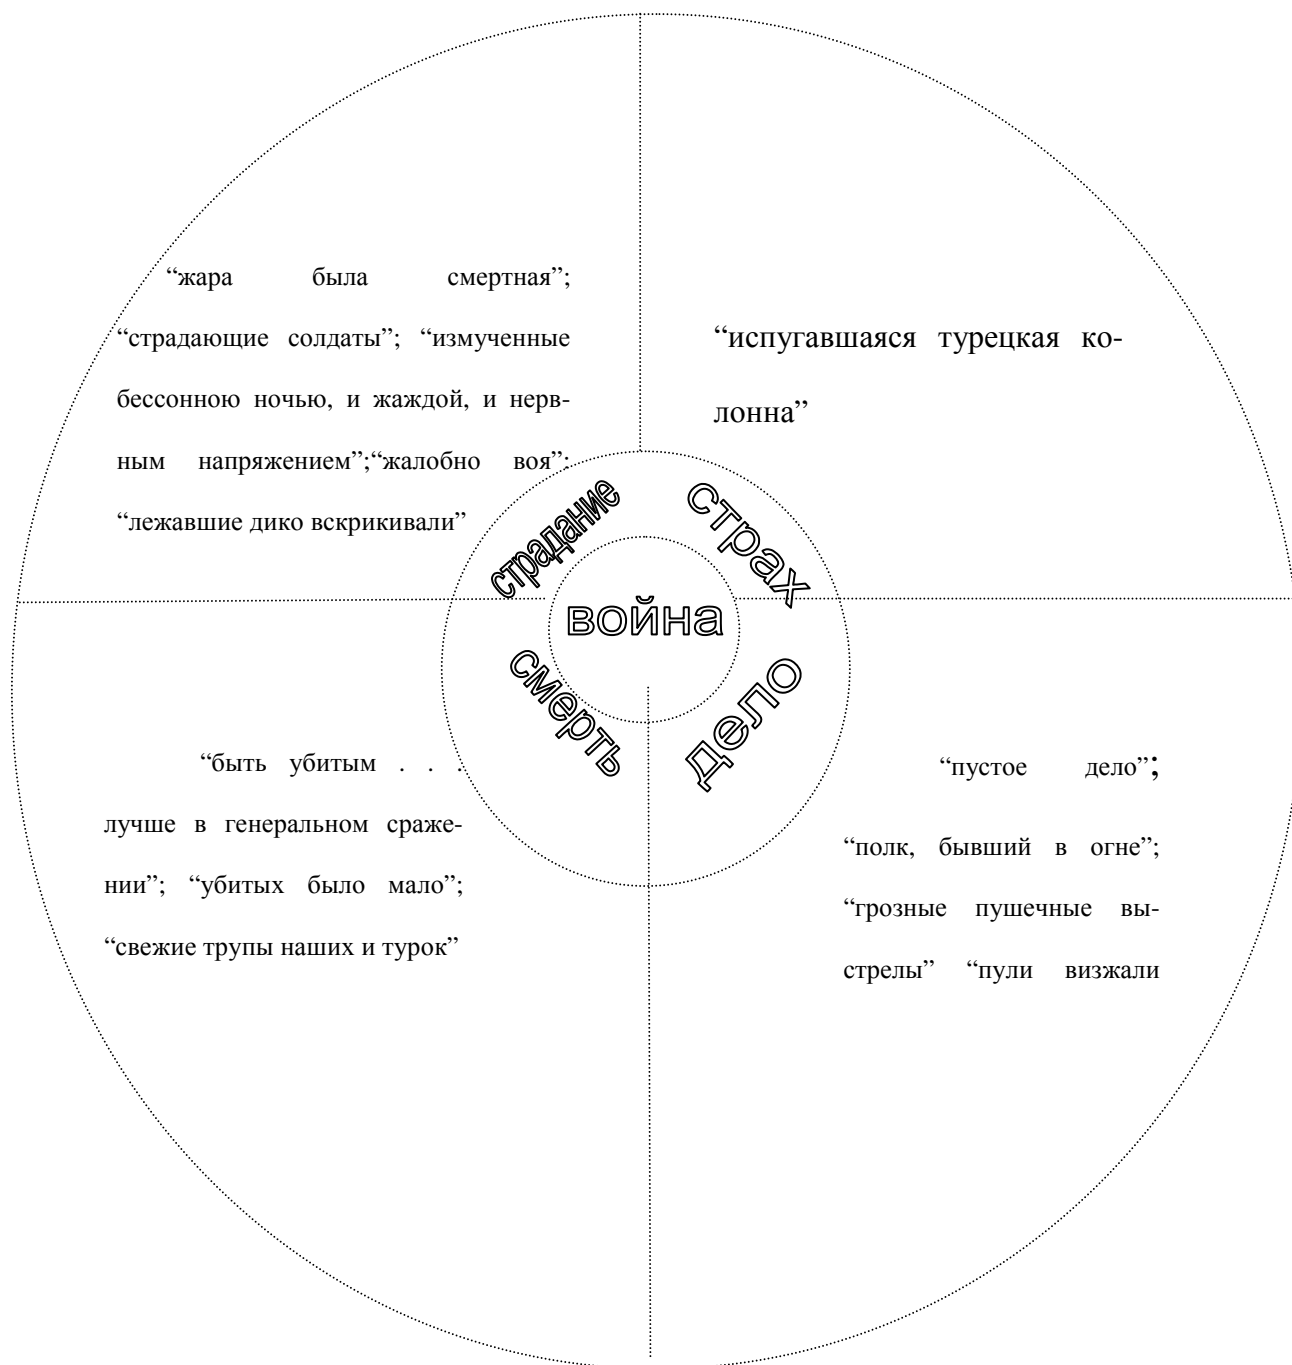 “жара была смертная”;
“страдающие солдаты”; “измученные
бессонною ночью, и жаждой, и нерв-
ным напряжением”;“жалобно воя”;
“лежавшие дико вскрикивали”
“испугавшаяся турецкая ко-
лонна”
страдание
страх
война
смерть
дело
“быть убитым . . .
лучше в генеральном сраже-
нии”; “убитых было мало”;
“свежие трупы наших и турок”
“пустое дело”;
“полк, бывший в огне”;
“грозные пушечные вы-
стрелы” “пули визжали